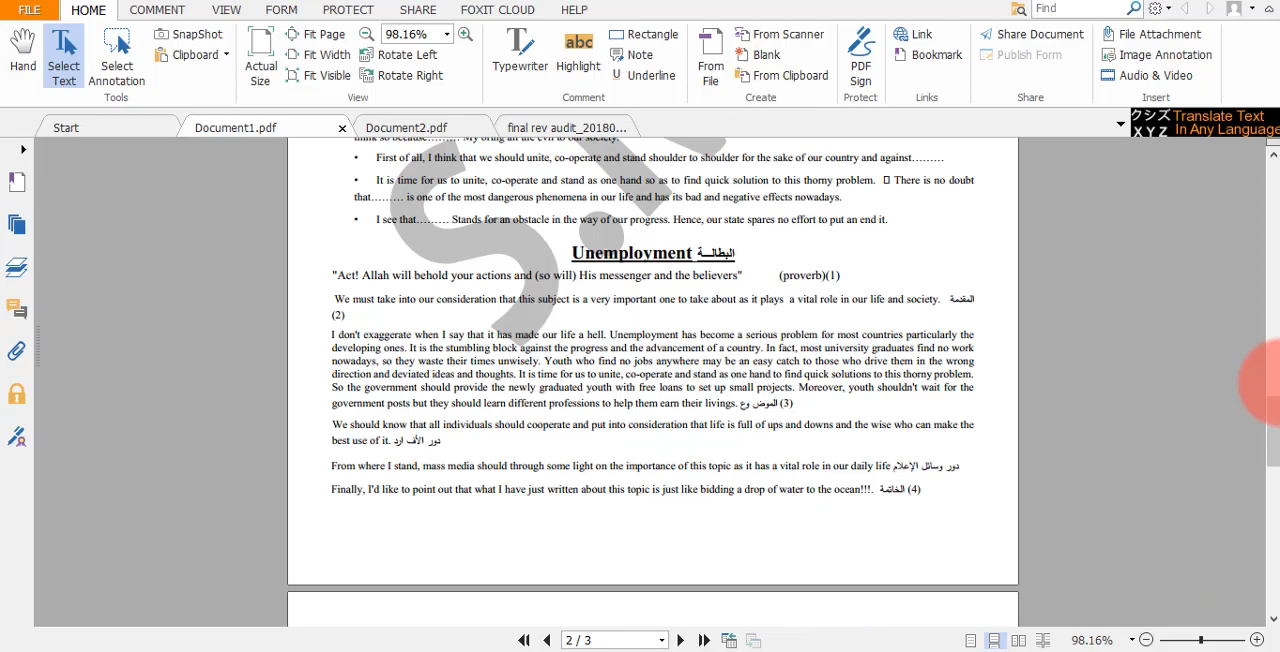 FILE HOME COMMENT VIEW FORM PROTECT SHARE FOXIT CLOUD HELP Find
Hand
Select Text
Select Annotation
SnapShot
Clipboard
Tools
Actual Size
Fit Page
Fit Width
Fit Visible
98.16%
Rotate Left
Rotate Right
View
Typewriter
Highlight
Rectangle
Note
Underline
Comment
From File
From Scanner
Blank
From Clipboard
Create
PDF Sign
Protect
Link
Bookmark
Links
Share Document
Publish Form
Share
File Attachment
Image Annotation
Audio & Video
Insert
Start Document1.pdf Document2.pdf final rev audit_20180...
クシズ Translate Text
XYZ In Any Language
think so because……… My bring all the evil to our society.
• First of all, I think that we should unite, co-operate and stand shoulder to shoulder for the sake of our country and against………
• It is time for us to unite, co-operate and stand as one hand so as to find quick solution to this thorny problem. There is no doubt
that……… is one of the most dangerous phenomena in our life and has its bad and negative effects nowadays.
• I see that……… Stands for an obstacle in the way of our progress. Hence, our state spares no effort to put an end it.
Unemployment البطالــة
"Act! Allah will behold your actions and (so will) His messenger and the believers" (proverb)(1)
We must take into our consideration that this subject is a very important one to take about as it plays a vital role in our life and society. المقدمة
(2)
I don't exaggerate when I say that it has made our life a hell. Unemployment has become a serious problem for most countries particularly the
developing ones. It is the stumbling block against the progress and the advancement of a country. In fact, most university graduates find no work
nowadays, so they waste their times unwisely. Youth who find no jobs anywhere may be an easy catch to those who drive them in the wrong
direction and deviated ideas and thoughts. It is time for us to unite, co-operate and stand as one hand to find quick solutions to this thorny problem.
So the government should provide the newly graduated youth with free loans to set up small projects. Moreover, youth shouldn't wait for the
government posts but they should learn different professions to help them earn their livings. الموض وع (3)
We should know that all individuals should cooperate and put into consideration that life is full of ups and downs and the wise who can make the
best use of it. دور الأف ارد
From where I stand, mass media should through some light on the importance of this topic as it has a vital role in our daily life دور وسائل الإعلام
Finally, I'd like to point out that what I have just written about this topic is just like bidding a drop of water to the ocean!!!. الخاتمة (4)
2 / 3
98.16%